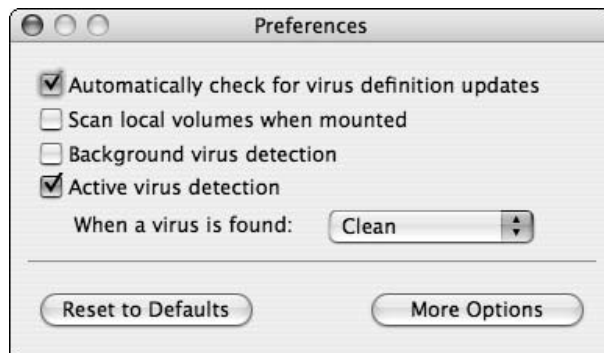 Preferences
Automatically check for virus definition updates
Scan local volumes when mounted
Background virus detection
Active virus detection
When a virus is found: Clean
Reset to Defaults More Options